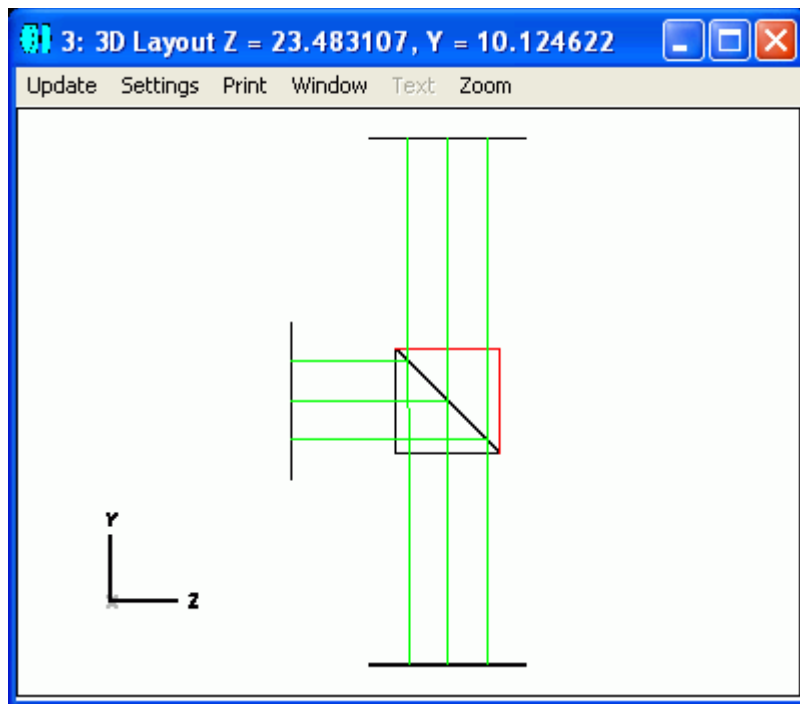 3: 3D Layout Z = 23.483107, Y = 10.124622
Update Settings Print Window Text Zoom
Y
Z
X